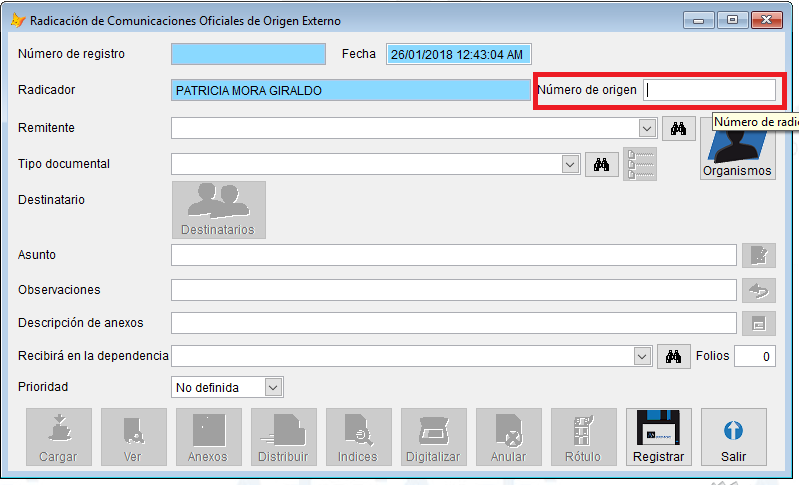 Radicación de Comunicaciones Oficiales de Origen Externo
Número de registro
Fecha 26/01/2018 12:43:04 AM
Radicador PATRICIA MORA GIRALDO
Número de origen
Número de radi
Remitente
Organismos
Tipo documental
Destinatario
Destinatarios
Asunto
Observaciones
Descripción de anexos
Recibirá en la dependencia
Folios 0
Prioridad No definida
Cargar Ver Anexos Distribuir Indices Digitalizar Anular Rótulo Registrar Salir